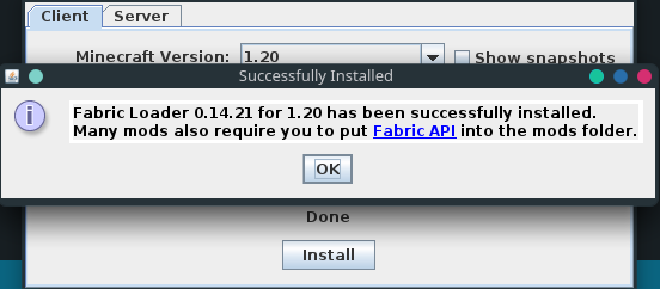 Client Server
Minecraft Version: 1.20 Show snapshots
Successfully Installed
Fabric Loader 0.14.21 for 1.20 has been successfully installed.
Many mods also require you to put Fabric API into the mods folder.
OK
Done
Install